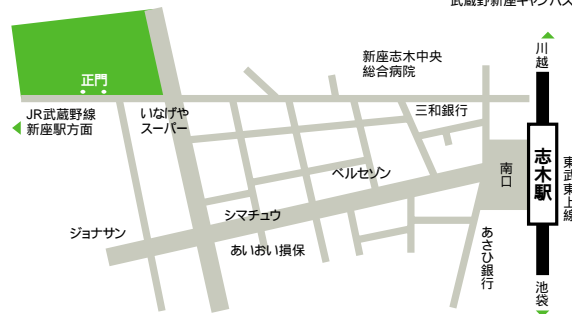 武蔵野新座キャンパス
川越
新座志木中央
総合病院
正門
JR武蔵野線
新座駅方面
いなげや
スーパー
三和銀行
志木駅
東武東上線
南口
ベルセゾン
シマチュウ
ジョナサン
あいおい損保
あさひ銀行
池袋